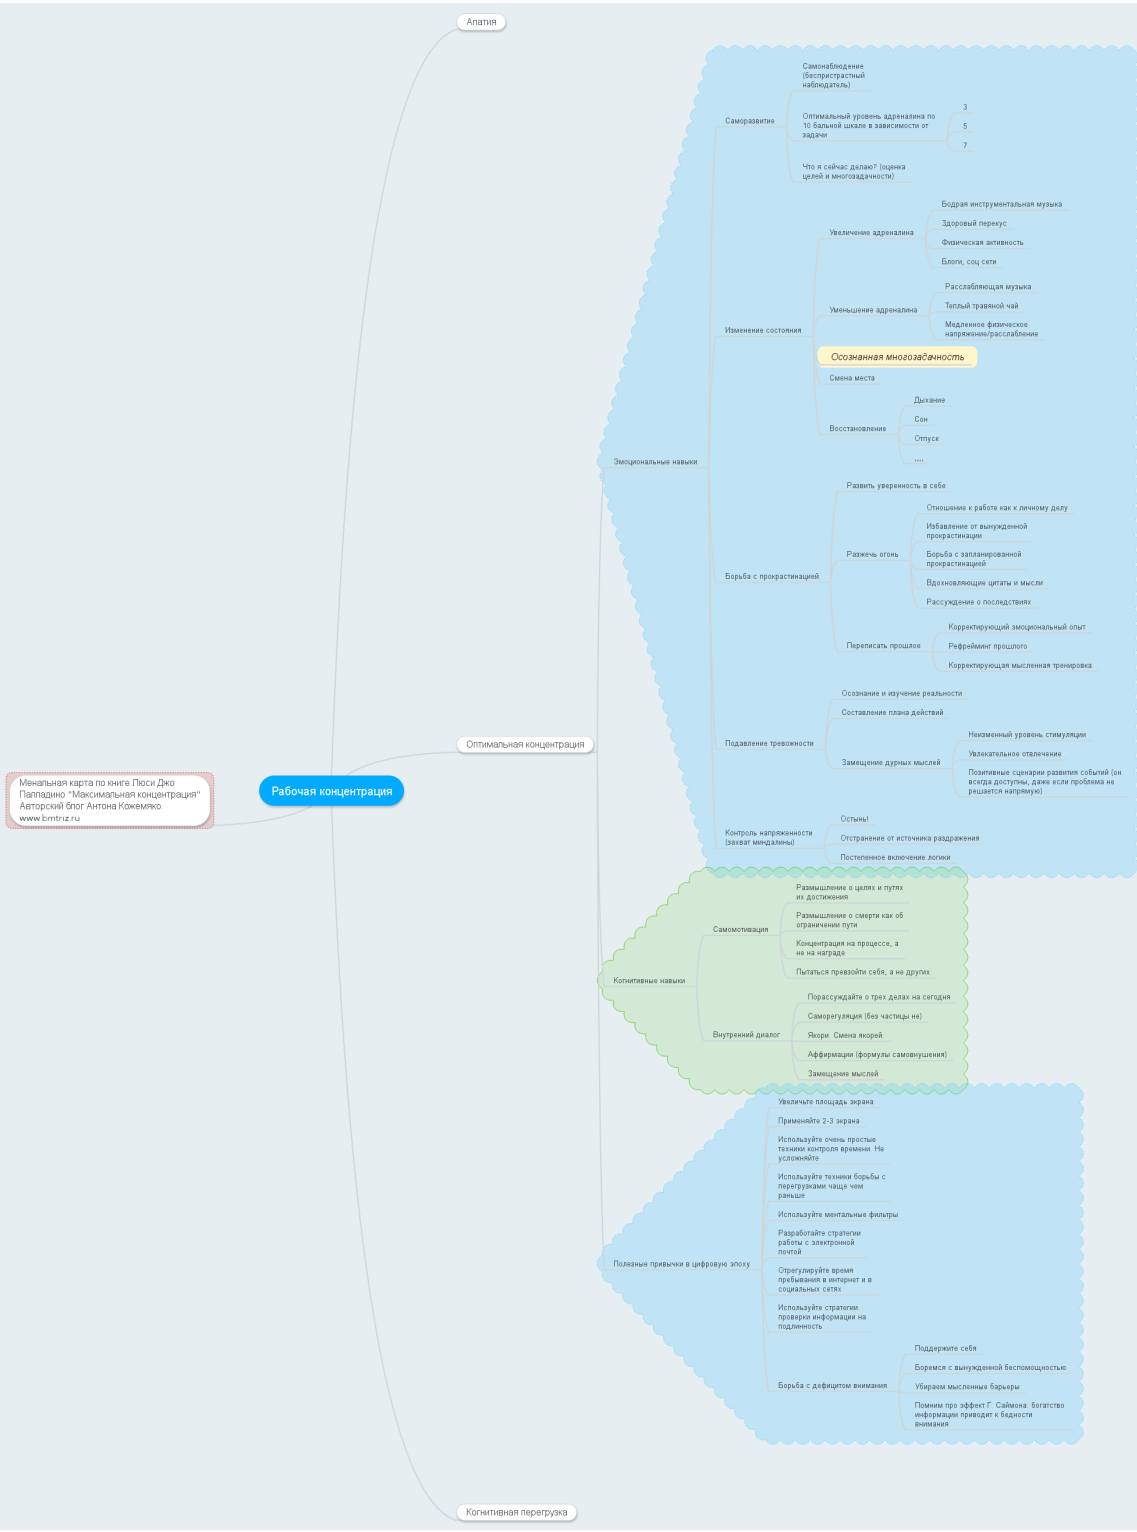 Апатия
Самонаблюдение
(беспристрастный
наблюдатель)
Саморазвитие
Оптимальный уровень адреналина по
10 бальной шкале в зависимости от
задачи
3
5
7
Что я сейчас делаю? (оценка
целей и многозадачности)
Бодрая инструментальная музыка
Увеличение адреналина
Здоровый перекус
Физическая активность
Блоги, соц сети
Расслабляющая музыка
Уменьшение адреналина
Теплый травяной чай
Медленное физическое
напряжение/расслабление
Изменение состояния
Осознанная многозадачность
Смена места
Дыхание
Восстановление
Сон
Отпуск
....
Эмоциональные навыки
Развить уверенность в себе
Отношение к работе как к личному делу
Избавление от вынужденной
прокрастинации
Разжечь огонь
Борьба с запланированной
прокрастинацией
Борьба с прокрастинацией
Вдохновляющие цитаты и мысли
Рассуждение о последствиях
Корректирующий эмоциональный опыт
Переписать прошлое
Рефрейминг прошлого
Корректирующая мысленная тренировка
Осознание и изучение реальности
Составление плана действий
Подавление тревожности
Неизменный уровень стимуляции
Замещение дурных мыслей
Увлекательное отвлечение
Позитивные сценарии развития событий (он
всегда доступны, даже если проблема не
решается напрямую)
Оптимальная концентрация
Менальная карта по книге Люси Джо
Палладино "Максимальная концентрация"
Авторский блог Антона Кожемяко.
www.bmtriz.ru
Рабочая концентрация
Остынь!
Контроль напряженности
(захват миндалины)
Отстранение от источника раздражения
Постепенное включение логики
Размышление о целях и путях
их достижения
Размышление о смерти как об
ограничении пути
Самомотивация
Концентрация на процессе, а
не на награде
Пытаться превзойти себя, а не других
Когнитивные навыки
Порассуждайте о трех делах на сегодня
Саморегуляция (без частицы не)
Внутренний диалог
Якори. Смена якорей
Аффирмации (формулы самовнушения)
Замещение мыслей
Увеличьте площадь экрана
Применяйте 2-3 экрана
Используйте очень простые
техники контроля времени. Не
усложняйте
Используйте техники борьбы с
перегрузками чаще чем
раньше
Используйте ментальные фильтры
Разработайте стратегии
работы с электронной
почтой
Полезные привычки в цифровую эпоху
Отрегулируйте время
пребывания в интернет и в
социальных сетях
Используйте стратегии
проверки информации на
подлинность
Поддержите себя
Борьба с дефицитом внимания
Боремся с вынужденной беспомощностью
Убираем мысленные барьеры
Помним про эффект Г. Саймона: богатство
информации приводит к бедности
внимания
Когнитивная перегрузка